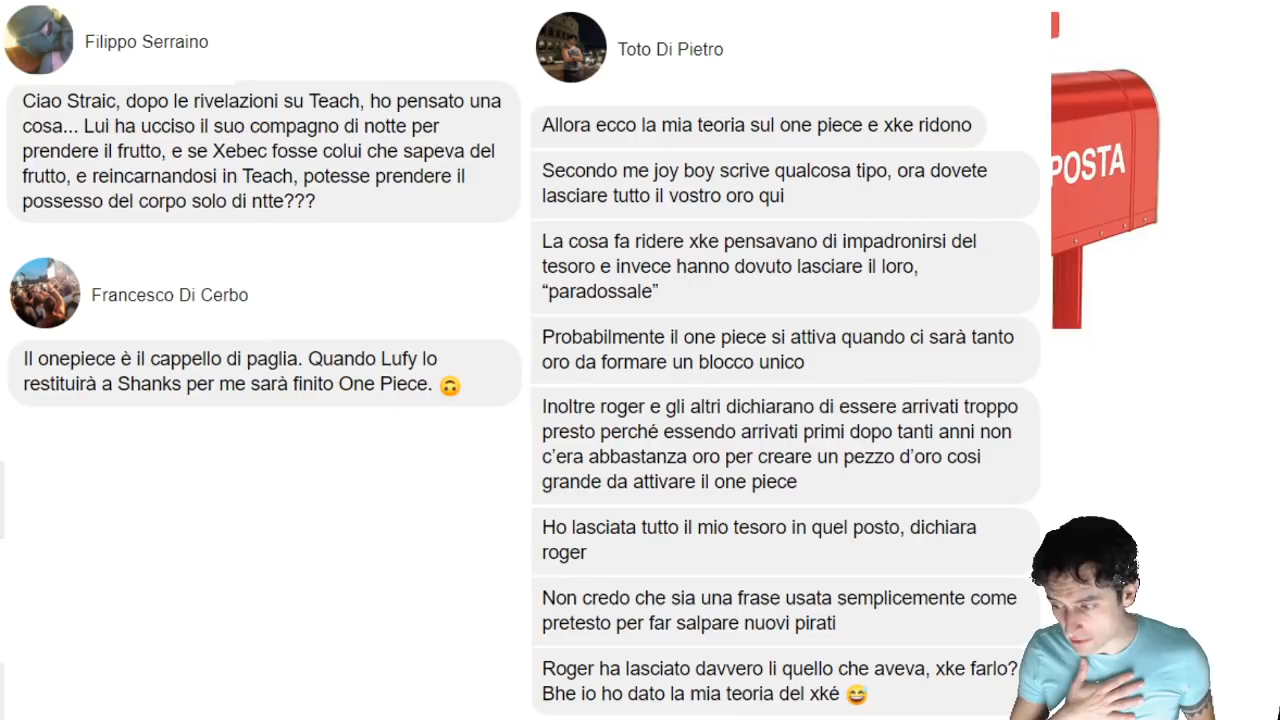 Filippo Serraino
Ciao Straic, dopo le rivelazioni su Teach, ho pensato una
cosa... Lui ha ucciso il suo compagno di notte per
prendere il frutto, e se Xebec fosse colui che sapeva del
frutto, e reincarnandosi in Teach, potesse prendere il
possesso del corpo solo di ntte???
Francesco Di Cerbo
Il onepiece è il cappello di paglia. Quando Lufy lo
restituirà a Shanks per me sarà finito One Piece. 🙃
Toto Di Pietro
Allora ecco la mia teoria sul one piece e xke ridono
Secondo me joy boy scrive qualcosa tipo, ora dovete
lasciare tutto il vostro oro qui
La cosa fa ridere xke pensavano di impadronirsi del
tesoro e invece hanno dovuto lasciare il loro,
“paradossale”
Probabilmente il one piece si attiva quando ci sarà tanto
oro da formare un blocco unico
Inoltre roger e gli altri dichiarano di essere arrivati troppo
presto perché essendo arrivati primi dopo tanti anni non
c’era abbastanza oro per creare un pezzo d’oro cosi
grande da attivare il one piece
Ho lasciata tutto il mio tesoro in quel posto, dichiara
roger
Non credo che sia una frase usata semplicemente come
pretesto per far salpare nuovi pirati
Roger ha lasciato davvero li quello che aveva, xke farlo?
Bhe io ho dato la mia teoria del xké 😅
POSTA